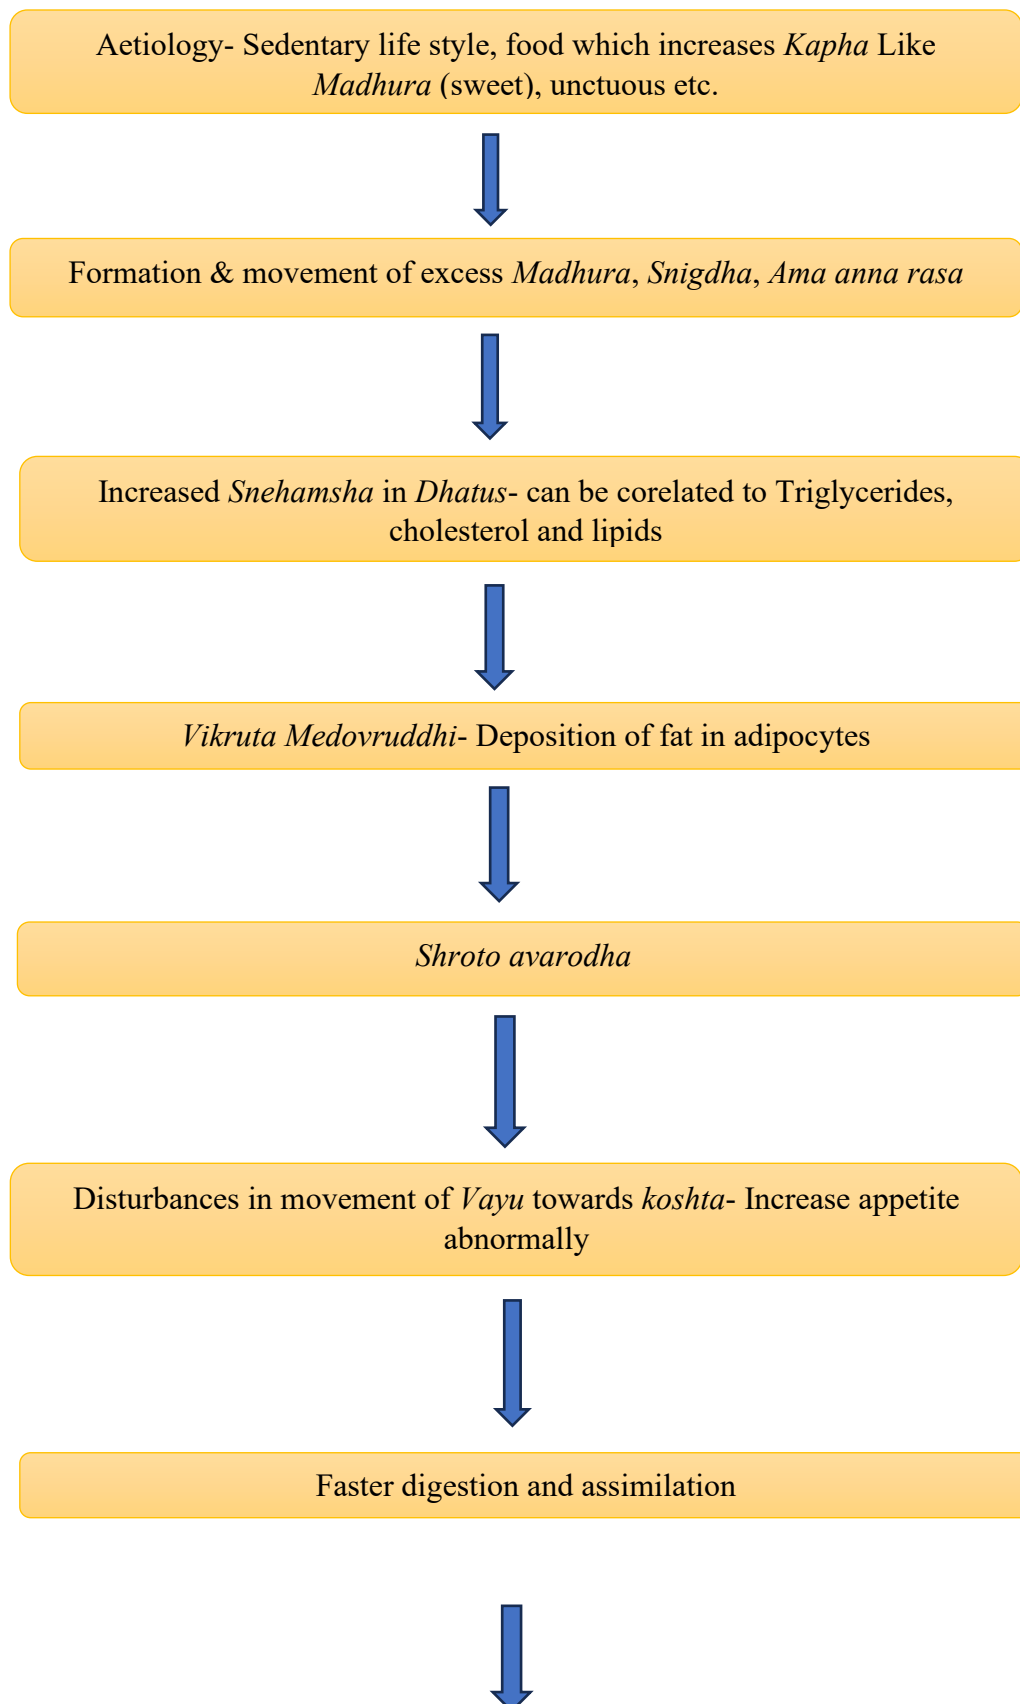 Aetiology- Sedentary life style, food which increases Kapha Like
Madhura (sweet), unctuous etc.
Formation & movement of excess Madhura, Snigdha, Ama anna rasa
Increased Snehamsha in Dhatus- can be corelated to Triglycerides,
cholesterol and lipids
Vikruta Medovruddhi- Deposition of fat in adipocytes
Shroto avarodha
Disturbances in movement of Vayu towards koshta- Increase appetite
abnormally
Faster digestion and assimilation